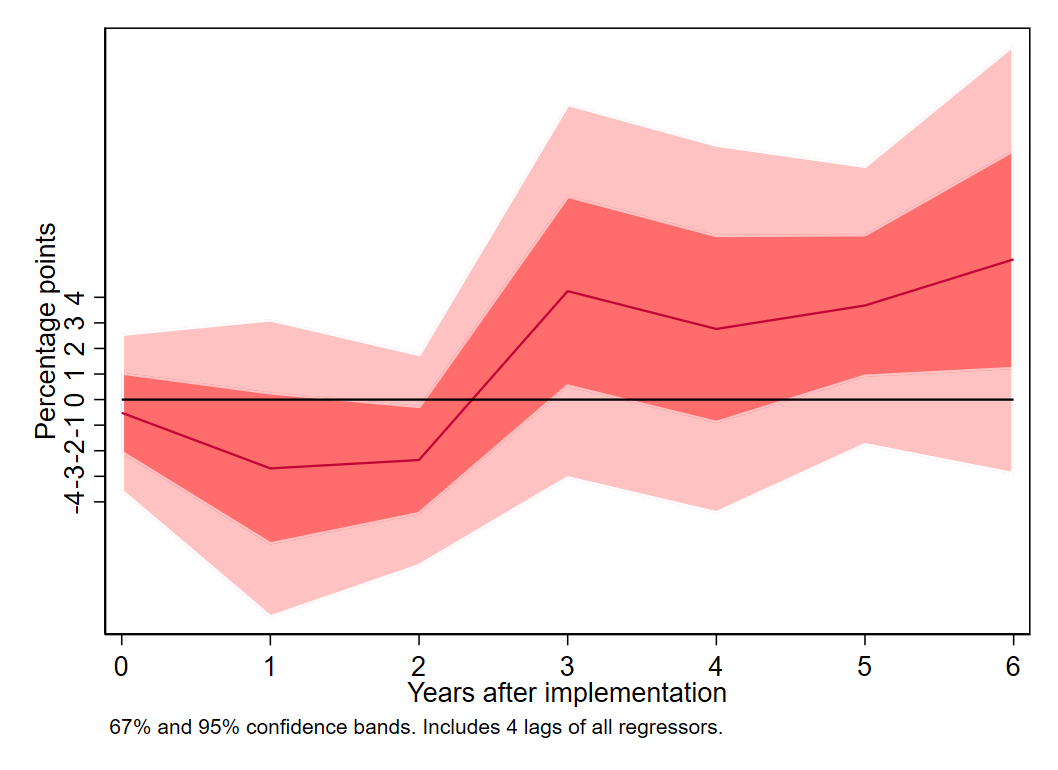 Percentage points
4
3
2
1
0
-1
-2
-3
-4
0 1 2 3 4 5 6
Years after implementation
67% and 95% confidence bands. Includes 4 lags of all regressors.